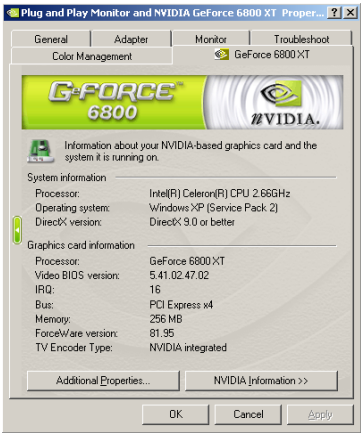 Plug and Play Monitor and NVIDIA GeForce 6800 XT Proper...
General Adapter Monitor Troubleshoot
Color Management GeForce 6800 XT
GEFORCE™
6800
nVIDIA.
Information about your NVIDIA-based graphics card and the
system it is running on.
System information
Processor: Intel(R) Celeron(R) CPU 2.66GHz
Operating system: Windows XP (Service Pack 2)
DirectX version: DirectX 9.0 or better
Graphics card information
Processor: GeForce 6800 XT
Video BIOS version: 5.41.02.47.02
IRQ: 16
Bus: PCI Express x4
Memory: 256 MB
ForceWare version: 81.95
TV Encoder Type: NVIDIA integrated
Additional Properties... NVIDIA Information >>
OK Cancel Apply